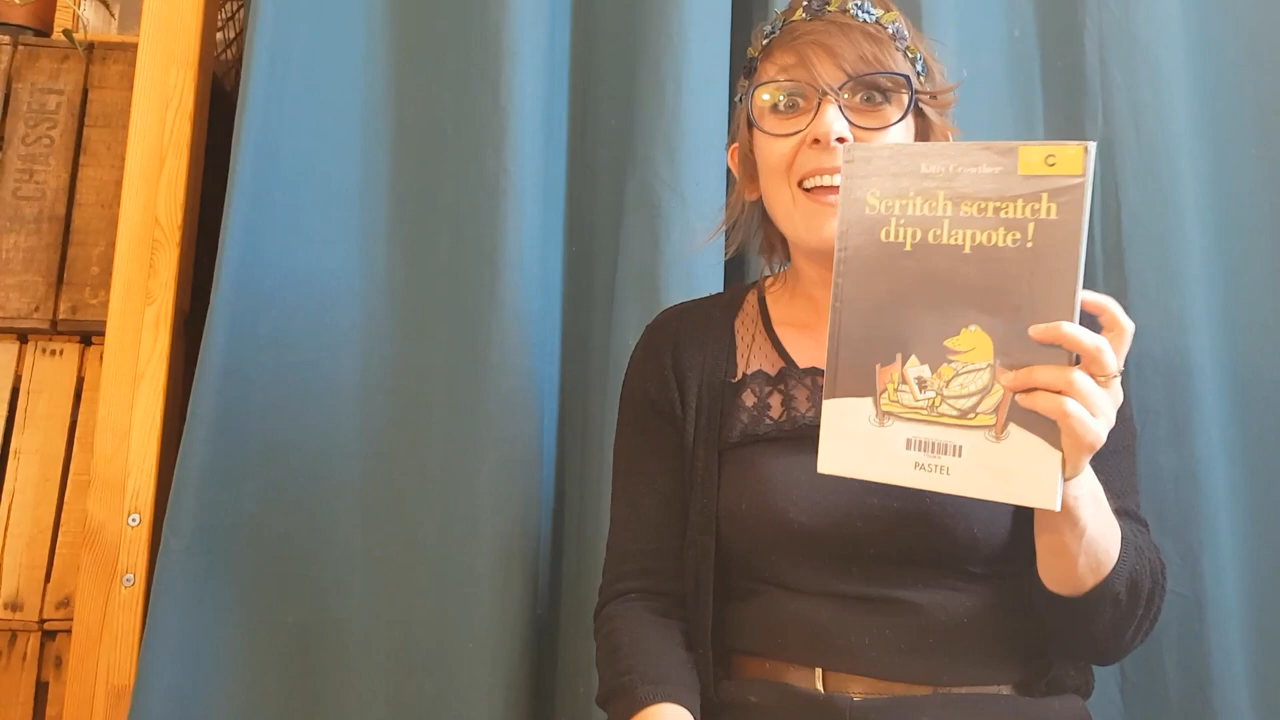 CHASSET
C
Kitty Crowther
Scritch scratch
dip clapote !
PASTEL